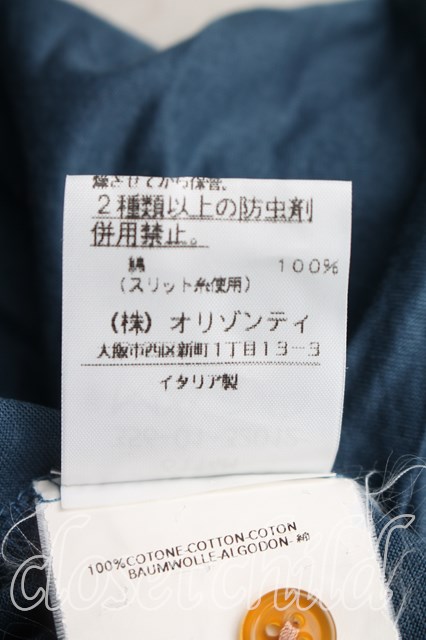 燥させてから保管。
2種類以上の防虫剤
併用禁止。
綿 100%
(スリット糸使用)
(株) オリゾンティ
大阪市西区新町1丁目13-3
イタリア製
100%COTONE-COTTON-COTON
BAUMWOLLE-ALGODON-綿
closet child